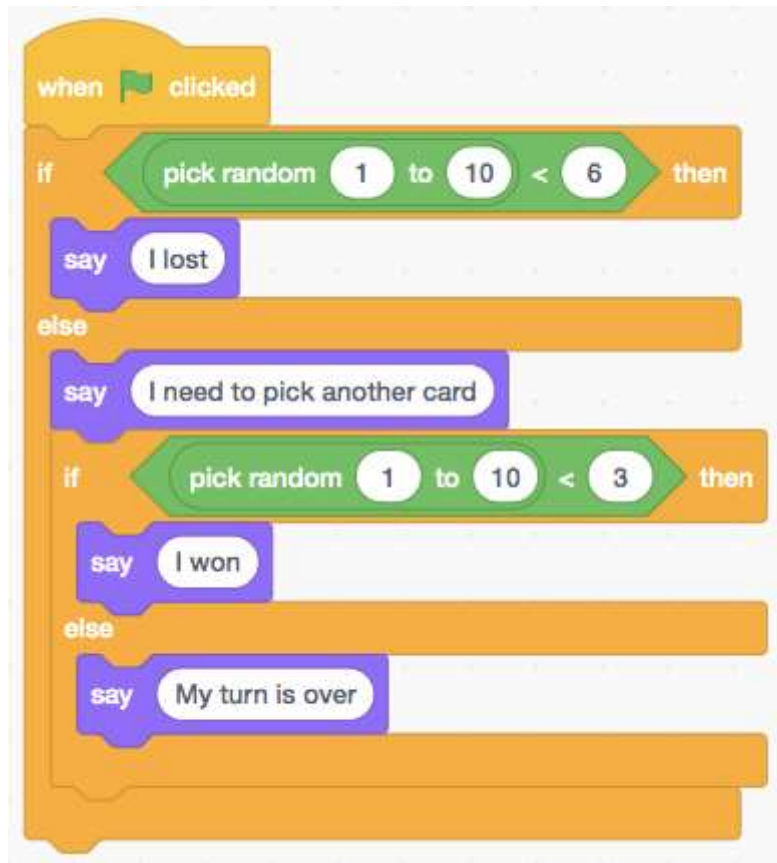 when clicked
if pick random 1 to 10 < 6 then
say I lost
else
say I need to pick another card
if pick random 1 to 10 < 3 then
say I won
else
say My turn is over